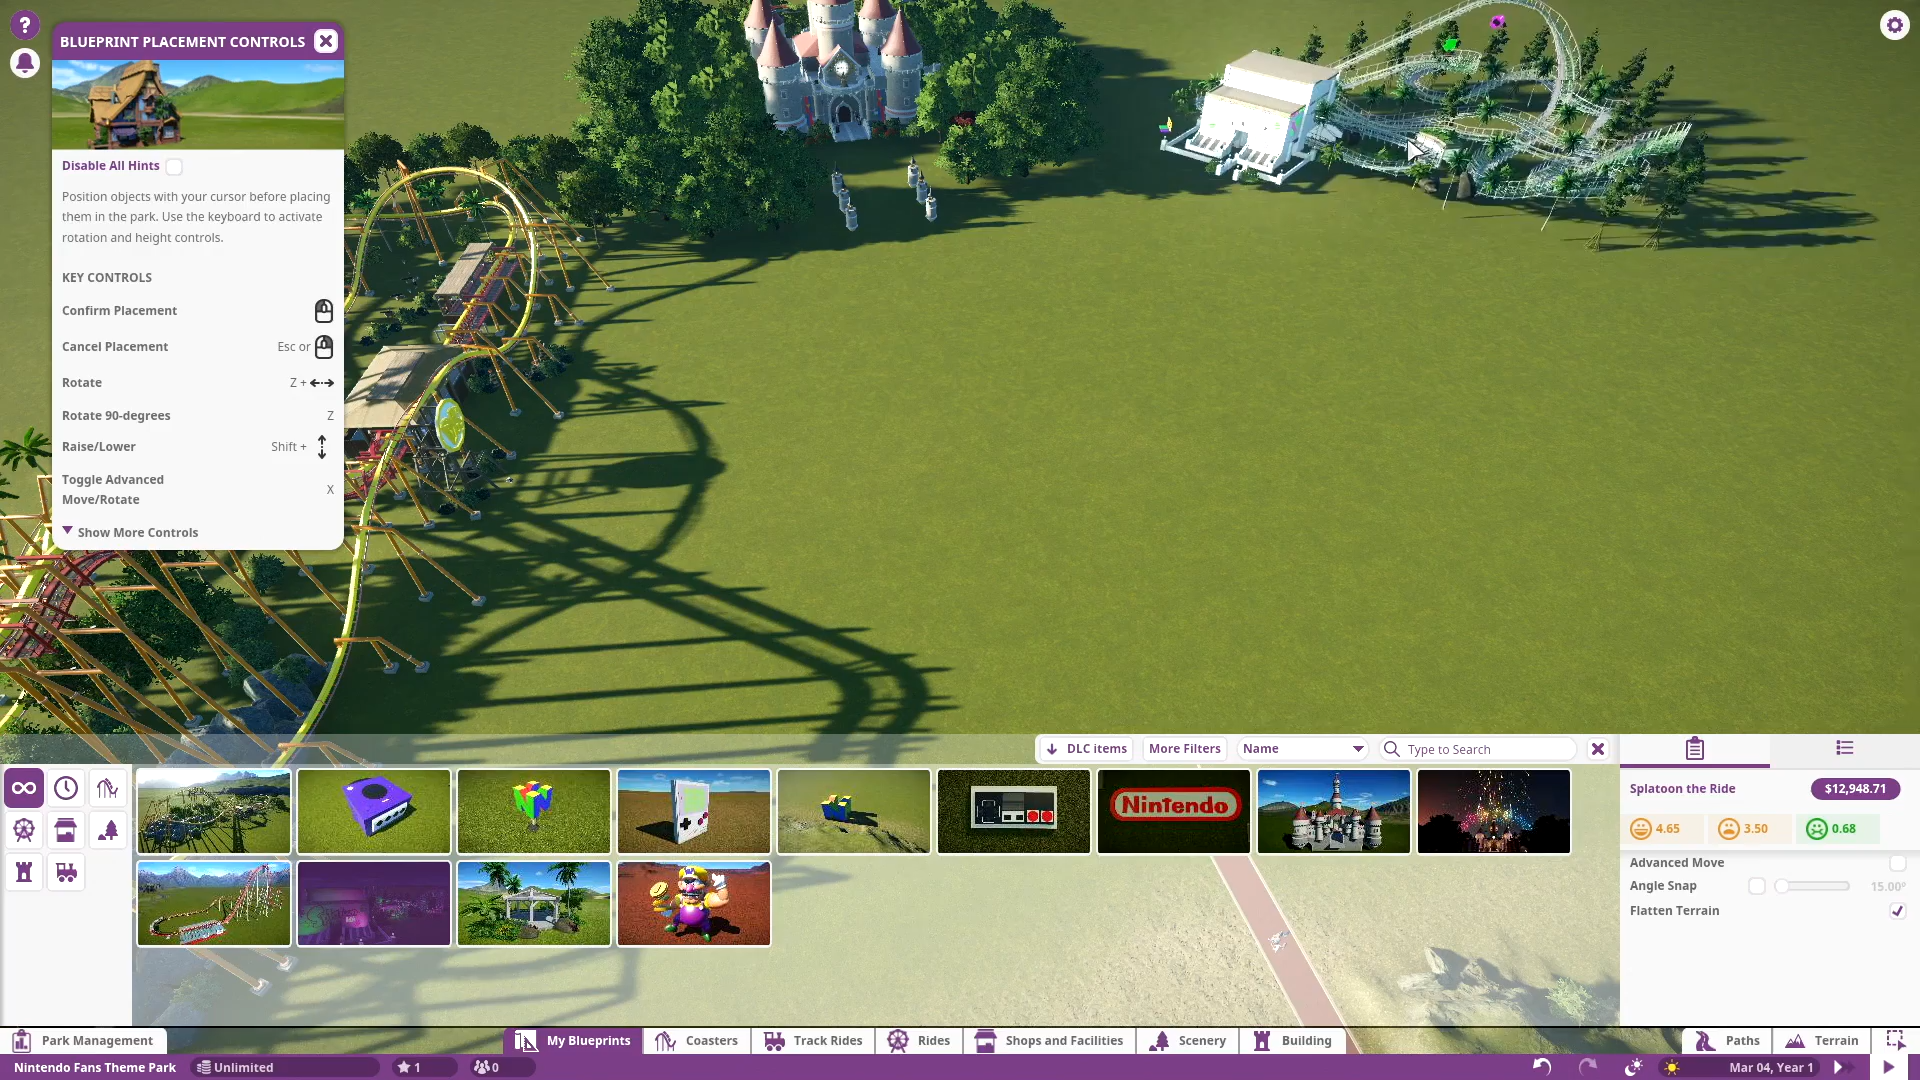 ?
BLUEPRINT PLACEMENT CONTROLS
Disable All Hints
Position objects with your cursor before placing
them in the park. Use the keyboard to activate
rotation and height controls.
KEY CONTROLS
Confirm Placement
Cancel Placement Esc or
Rotate Z +
Rotate 90-degrees Z
Raise/Lower Shift +
Toggle Advanced
Move/Rotate X
Show More Controls
DLC items More Filters Name Type to Search
Nintendo
Splatoon the Ride $12,948.71
4.65 3.50 0.68
Advanced Move
Angle Snap 15.00°
Flatten Terrain
Park Management My Blueprints Coasters Track Rides Rides Shops and Facilities Scenery Building Paths Terrain
Nintendo Fans Theme Park Unlimited 1 0 Mar 04, Year 1